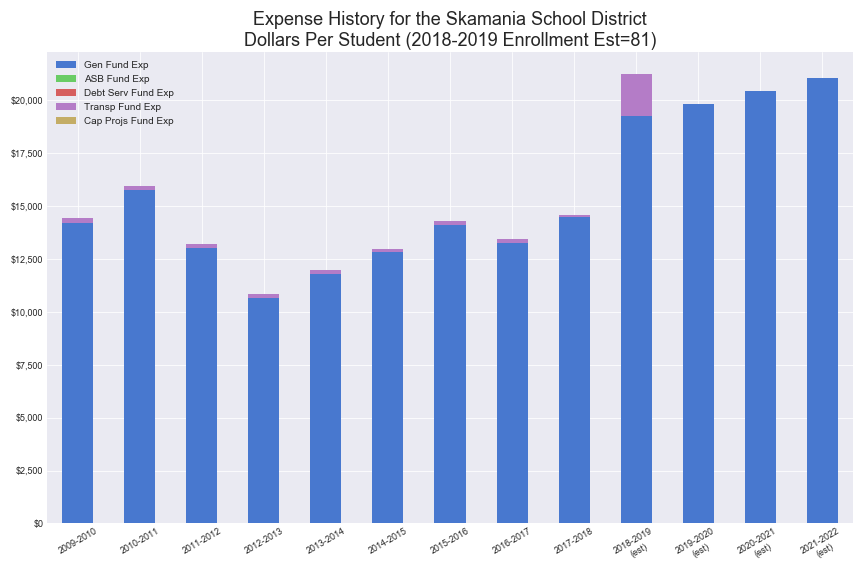 Expense History for the Skamania School District
Dollars Per Student (2018-2019 Enrollment Est=81)
Gen Fund Exp
ASB Fund Exp
Debt Serv Fund Exp
Transp Fund Exp
Cap Projs Fund Exp
$20,000
$17,500
$15,000
$12,500
$10,000
$7,500
$5,000
$2,500
$0
2009-2010
2010-2011
2011-2012
2012-2013
2013-2014
2014-2015
2015-2016
2016-2017
2017-2018
2018-2019
(est)
2019-2020
(est)
2020-2021
(est)
2021-2022
(est)